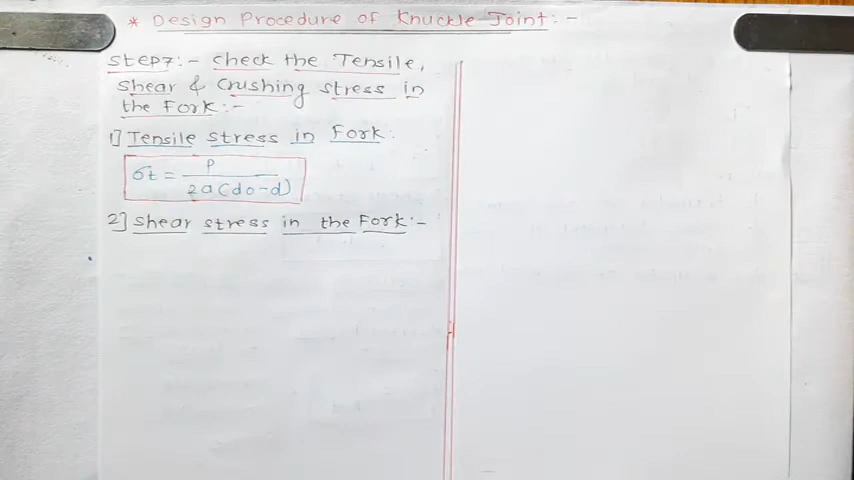 * Design Procedure of Knuckle Joint:-
Step7:- Check the Tensile,
Shear & Crushing stress in
the Fork:-
1] Tensile stress in Fork:
σt = P / 2a(do-d)
2] Shear stress in the Fork:-